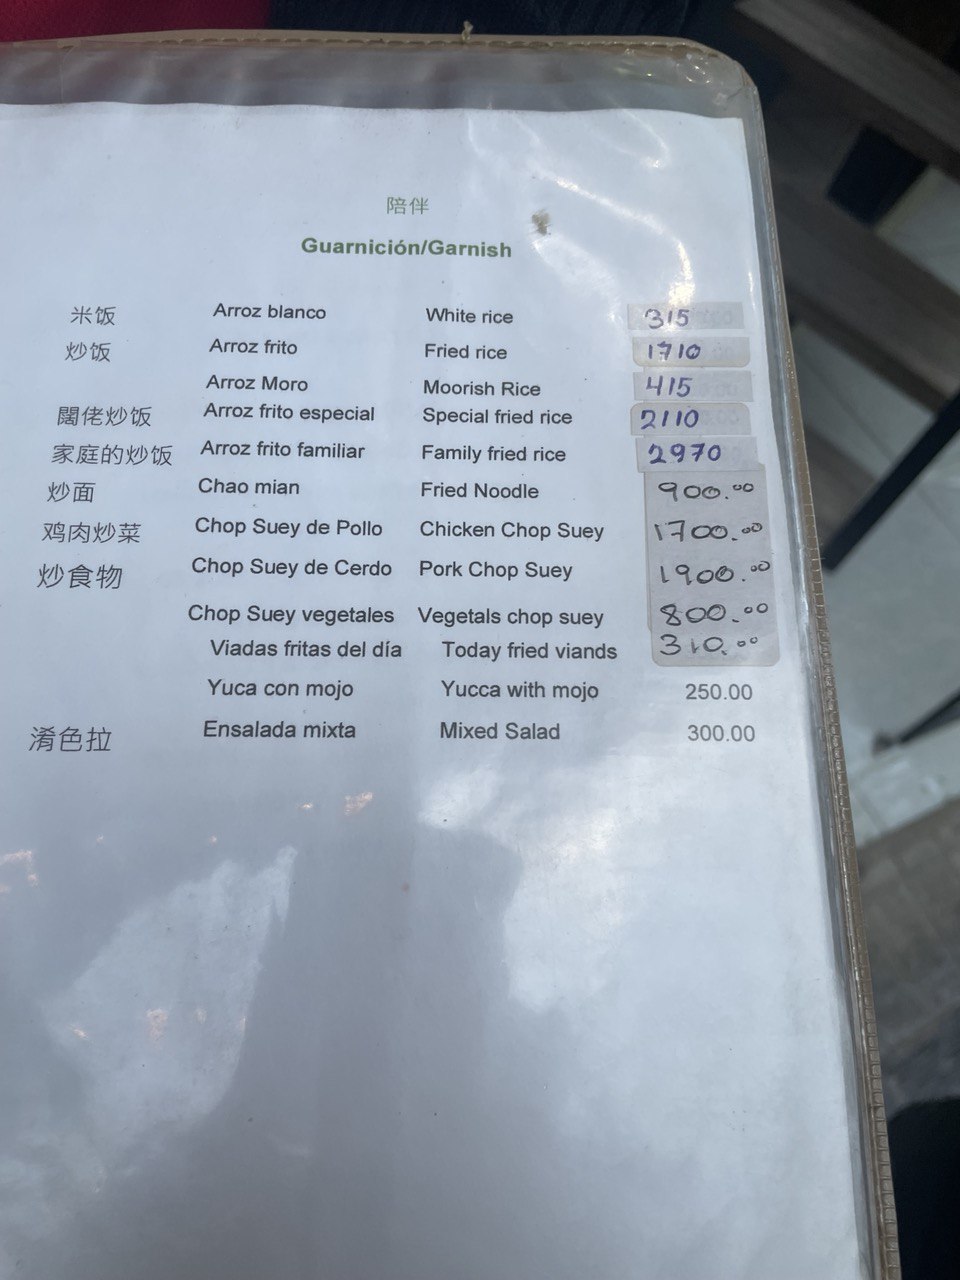 陪伴
Guarnición/Garnish
米饭 Arroz blanco White rice 315
炒饭 Arroz frito Fried rice 1710
Arroz Moro Moorish Rice 415
闊佬炒饭 Arroz frito especial Special fried rice 2110
家庭的炒饭 Arroz frito familiar Family fried rice 2970
炒面 Chao mian Fried Noodle 900.00
鸡肉炒菜 Chop Suey de Pollo Chicken Chop Suey 1700.00
炒食物 Chop Suey de Cerdo Pork Chop Suey 1900.00
Chop Suey vegetales Vegetals chop suey 800.00
Viadas fritas del día Today fried viands 310.00
Yuca con mojo Yucca with mojo 250.00
淆色拉 Ensalada mixta Mixed Salad 300.00